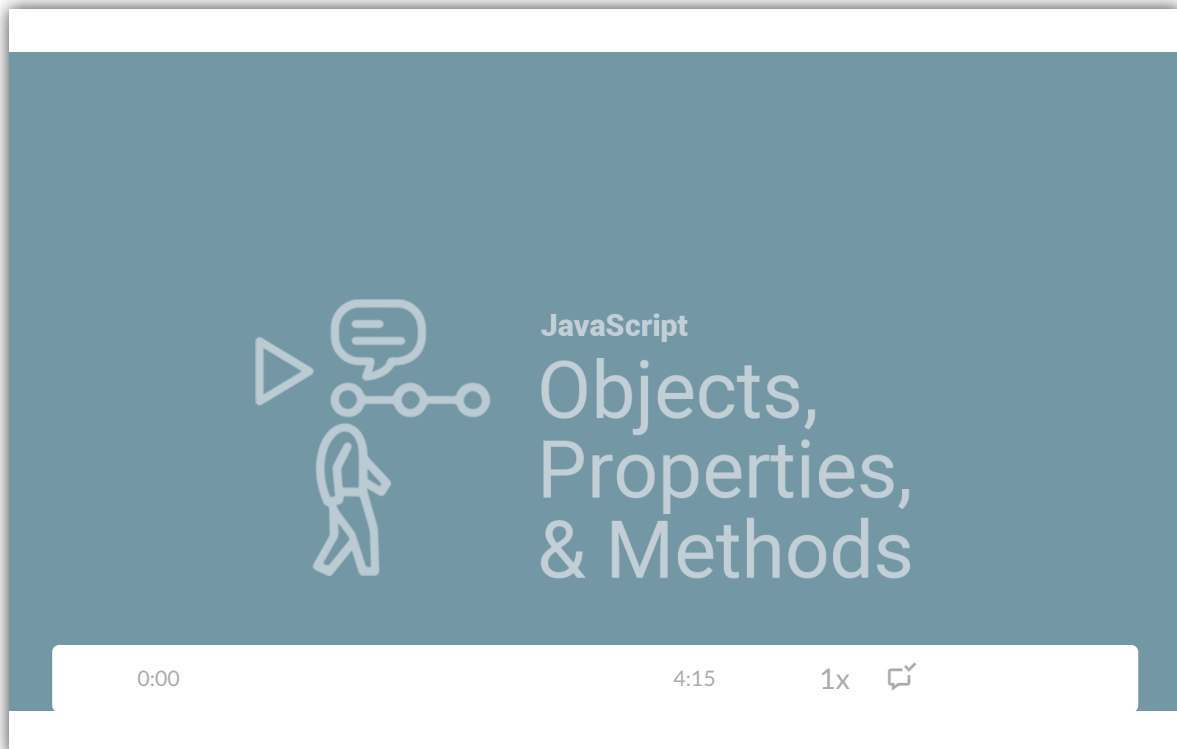 JavaScript
Objects,
Properties,
& Methods
0:00 4:15 1x